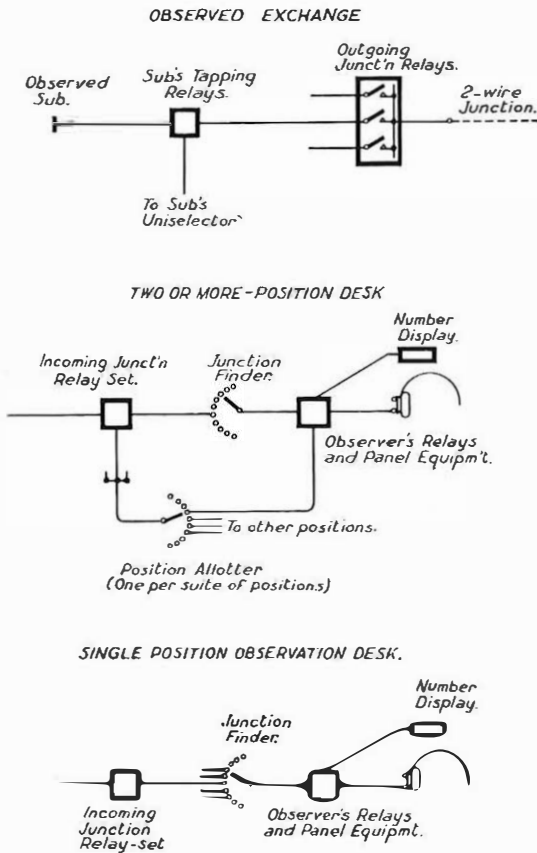 OBSERVED EXCHANGE
Observed
Sub.
Sub's Tapping
Relays.
Outgoing
Junct'n Relays.
2-wire
Junction.
To Sub's
Uniselector
TWO OR MORE-POSITION DESK
Incoming Junct'n
Relay Set.
Junction
Finder.
Number
Display.
Observer's Relays
and Panel Equipm't.
To other positions.
Position Allotter
(One per suite of positions)
SINGLE POSITION OBSERVATION DESK.
Junction
Finder.
Number
Display.
Incoming
Junction
Relay-set
Observer's Relays
and Panel Equipmt.